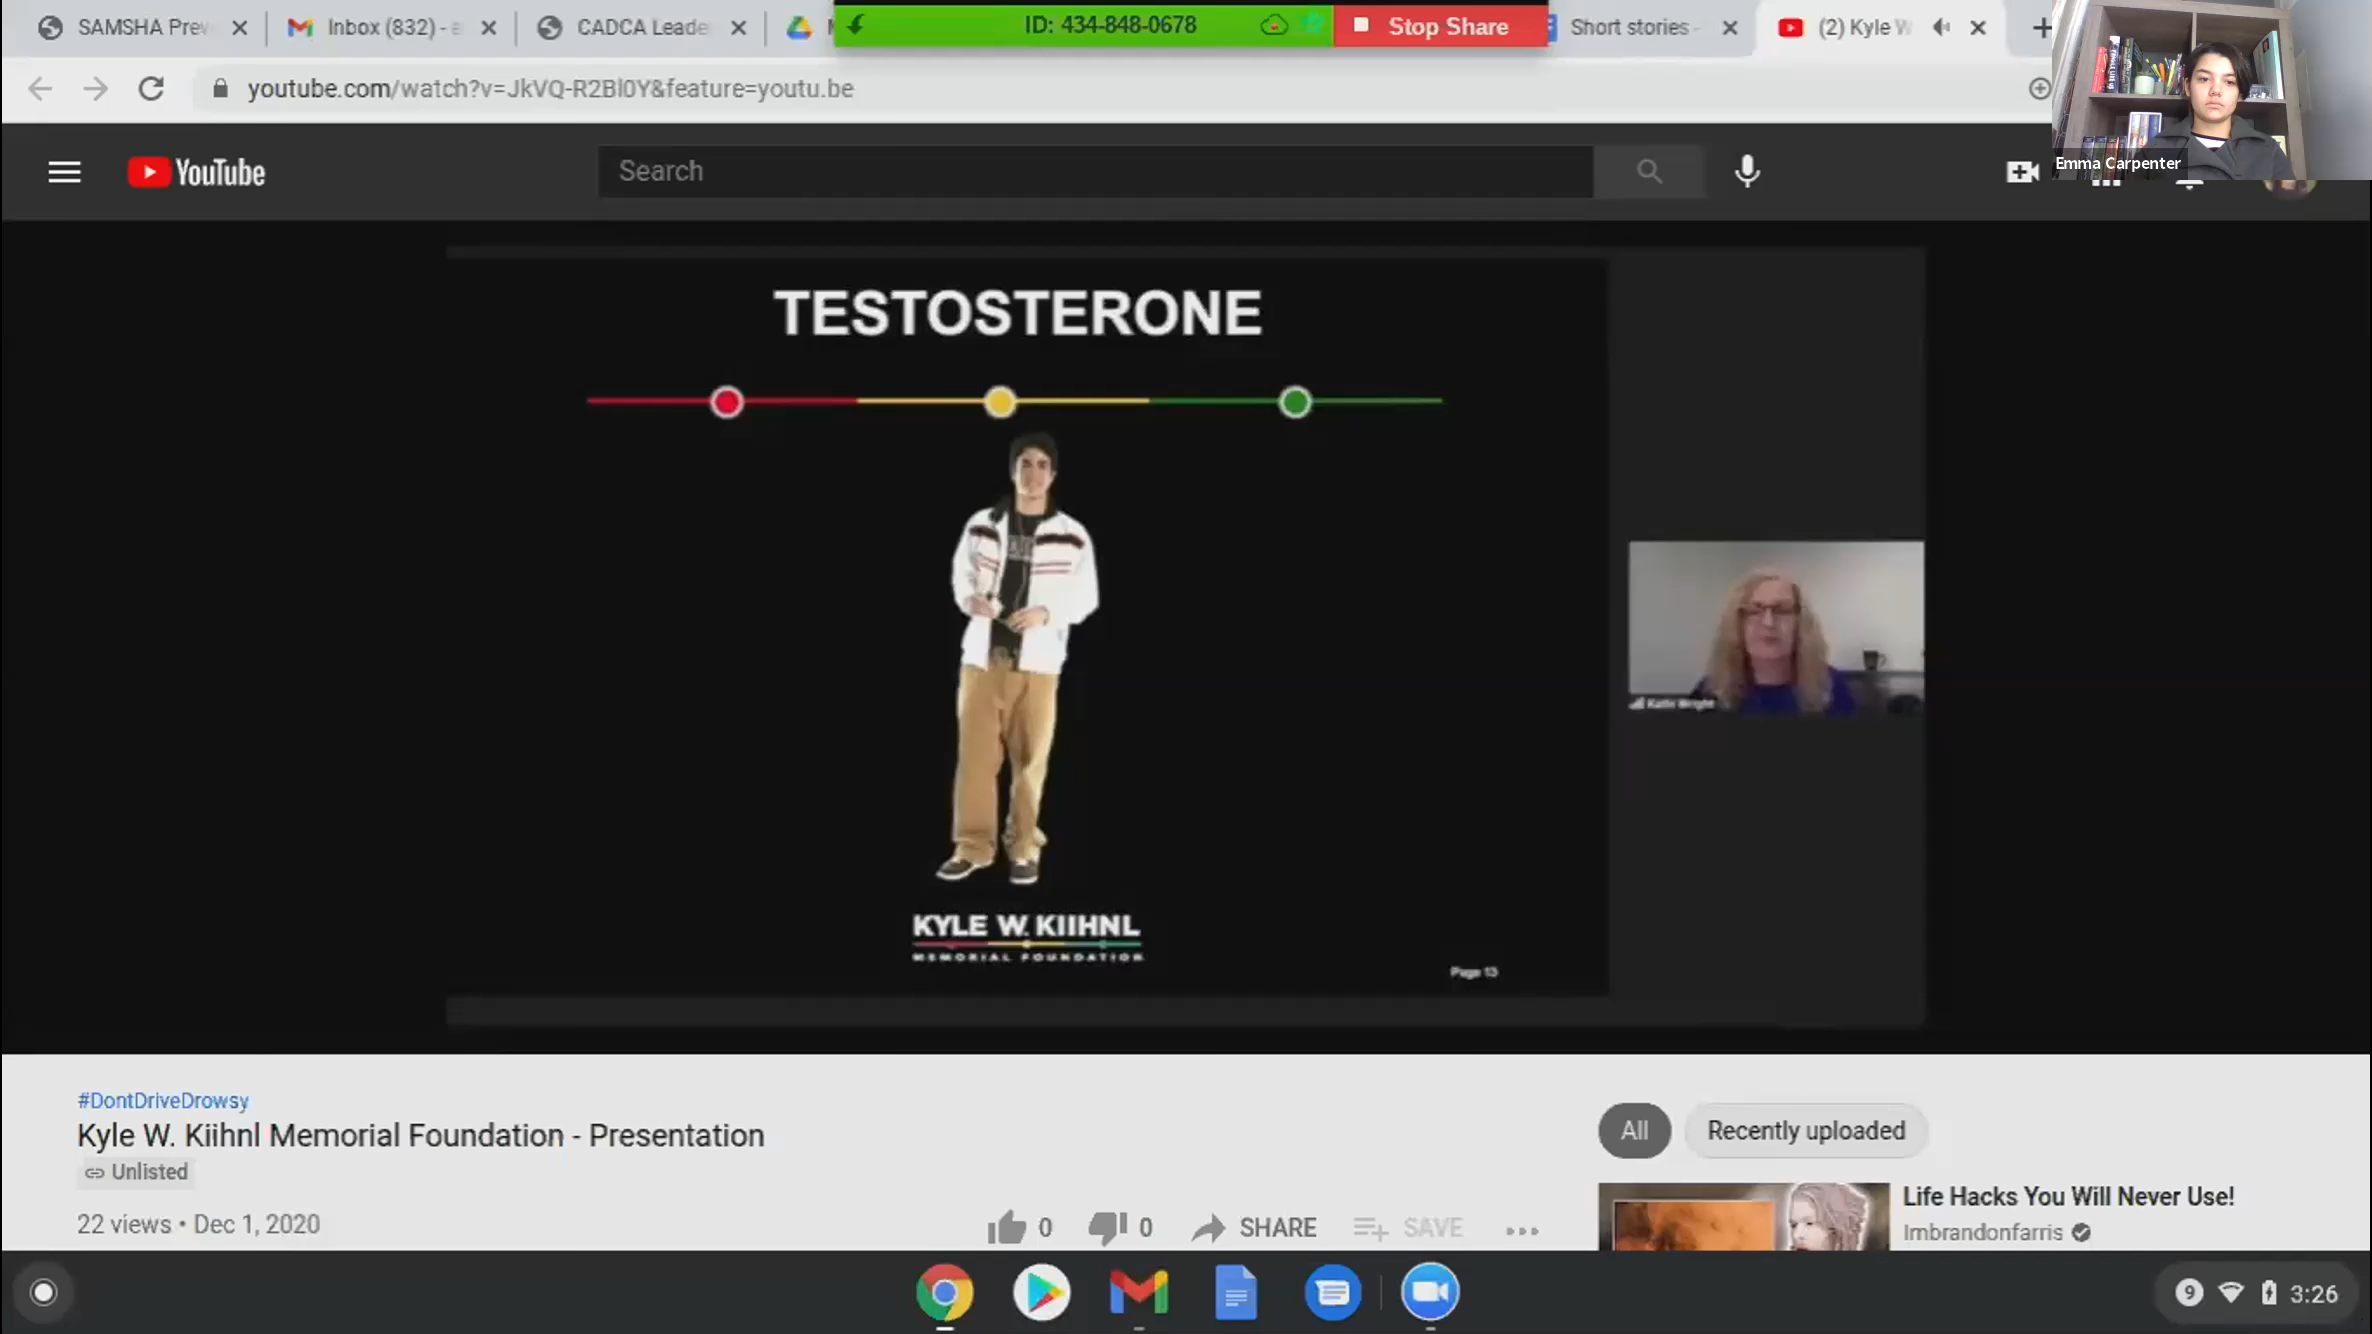 SAMSHA Prev
Inbox (832) -
CADCA Leade
ID: 434-848-0678
Stop Share
Short stories -
(2) Kyle W
youtube.com/watch?v=JkVQ-R2Bl0Y&feature=youtu.be
YouTube
Search
Emma Carpenter
TESTOSTERONE
Katie Wright
KYLE W. KIIHNL
MEMORIAL FOUNDATION
Page 13
#DontDriveDrowsy
Kyle W. Kiihnl Memorial Foundation - Presentation
Unlisted
22 views • Dec 1, 2020
0
0
SHARE
SAVE
All
Recently uploaded
Life Hacks You Will Never Use!
Imbrandonfarris
9
3:26